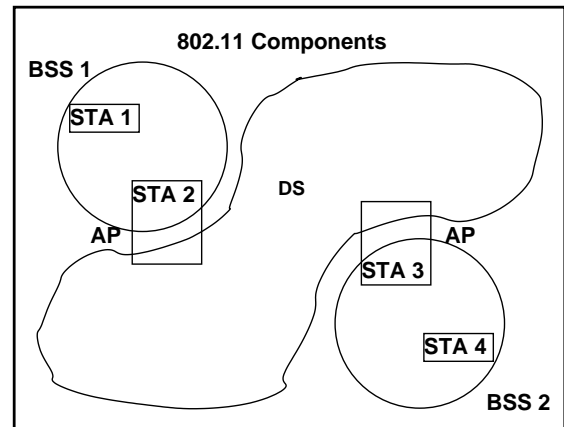 802.11 Components
BSS 1
STA 1
STA 2
DS
AP
AP
STA 3
STA 4
BSS 2